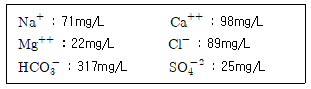 Na⁺ : 71mg/L Ca⁺⁺ : 98mg/L
Mg⁺⁺ : 22mg/L Cl⁻ : 89mg/L
HCO₃⁻ : 317mg/L SO₄⁻² : 25mg/L